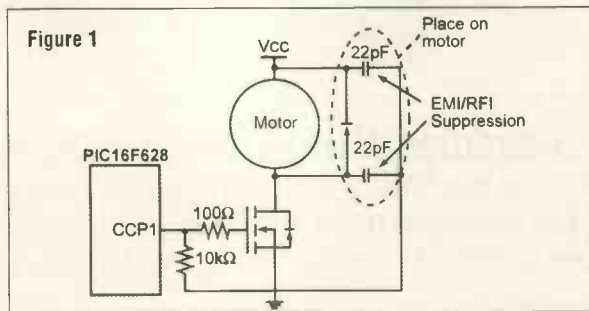 Figure 1
Place on
motor
Vcc
22pF
EMI/RFI
Suppression
Motor
22pF
PIC16F628
CCP1
100Ω
10kΩ